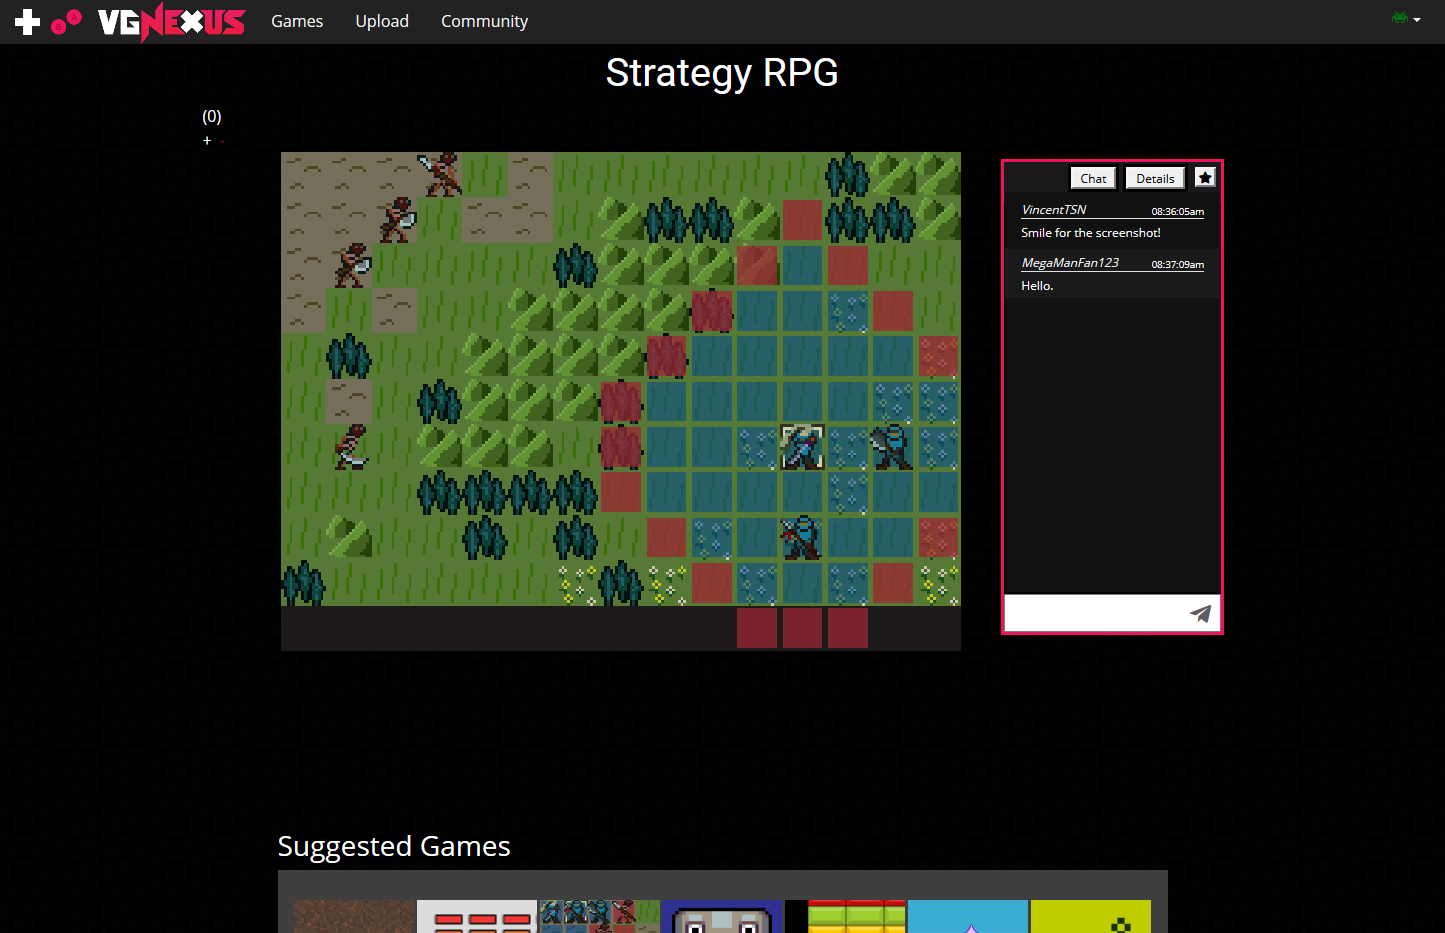 B A VGNEXUS Games Upload Community
Strategy RPG
(0)
+ -
Chat Details
VincentTSN 08:36:05am
Smile for the screenshot!
MegaManFan123 08:37:09am
Hello.
Suggested Games